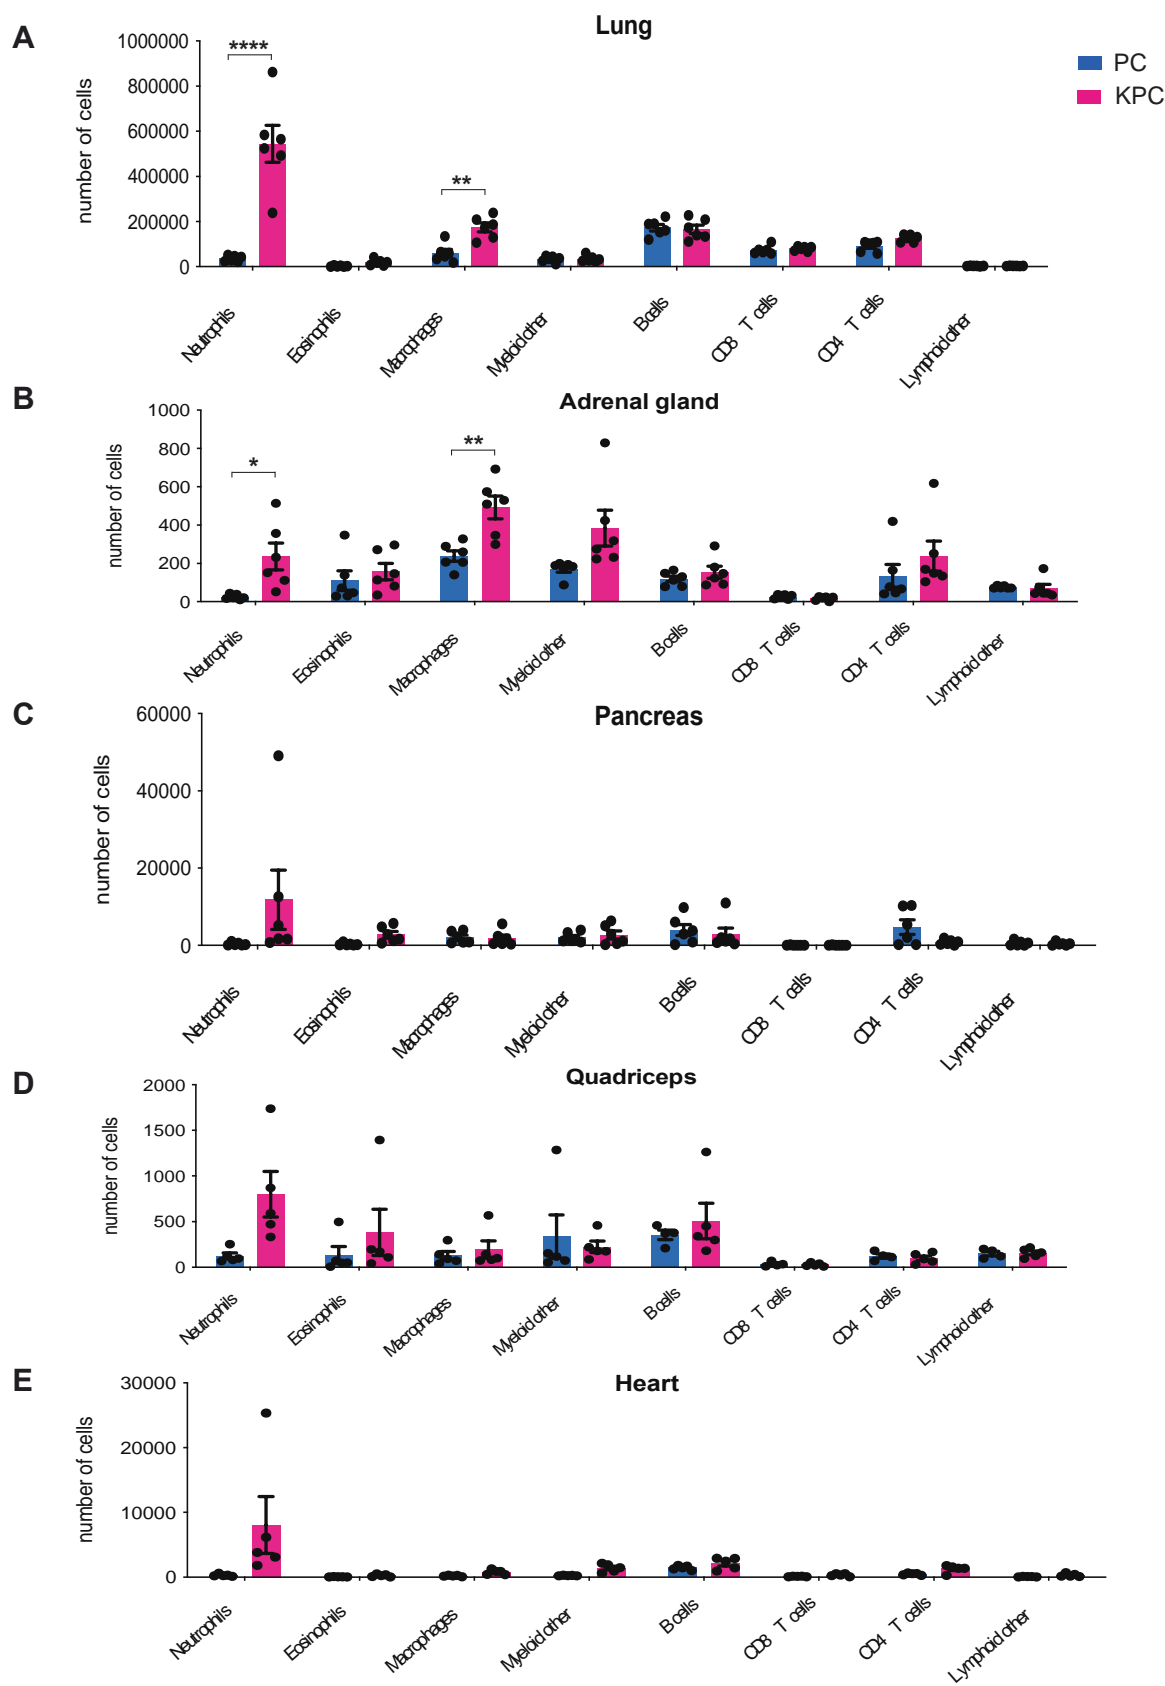 A
Lung
PC
KPC
number of cells
1000000
800000
600000
400000
200000
0
****
**
Neutrophils
Eosinophils
Macrophages
Myeloid other
B cells
CD8 T cells
CD4 T cells
Lymphoid other
B
Adrenal gland
number of cells
1000
800
600
400
200
0
*
**
Neutrophils
Eosinophils
Macrophages
Myeloid other
B cells
CD8 T cells
CD4 T cells
Lymphoid other
C
Pancreas
number of cells
60000
40000
20000
0
Neutrophils
Eosinophils
Macrophages
Myeloid other
B cells
CD8 T cells
CD4 T cells
Lymphoid other
D
Quadriceps
number of cells
2000
1500
1000
500
0
Neutrophils
Eosinophils
Macrophages
Myeloid other
B cells
CD8 T cells
CD4 T cells
Lymphoid other
E
Heart
number of cells
30000
20000
10000
0
Neutrophils
Eosinophils
Macrophages
Myeloid other
B cells
CD8 T cells
CD4 T cells
Lymphoid other